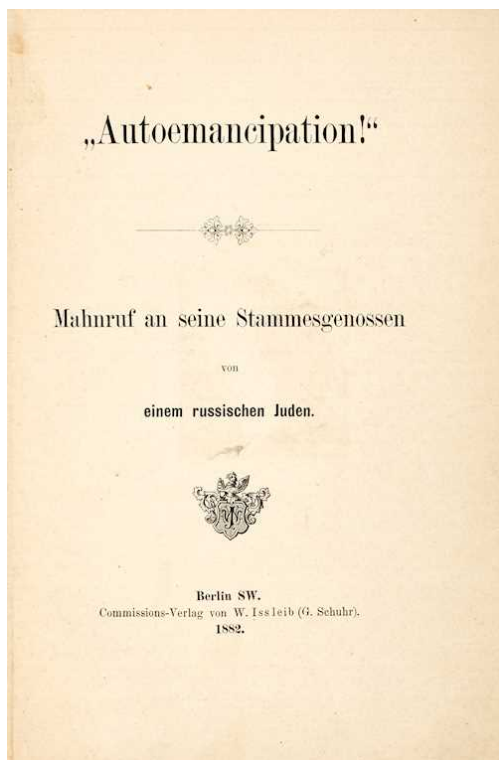 „Autoemancipation!“
Mahnruf an seine Stammesgenossen
von
einem russischen Juden.
Berlin SW.
Commissions-Verlag von W. Issleib (G. Schuhr).
1882.